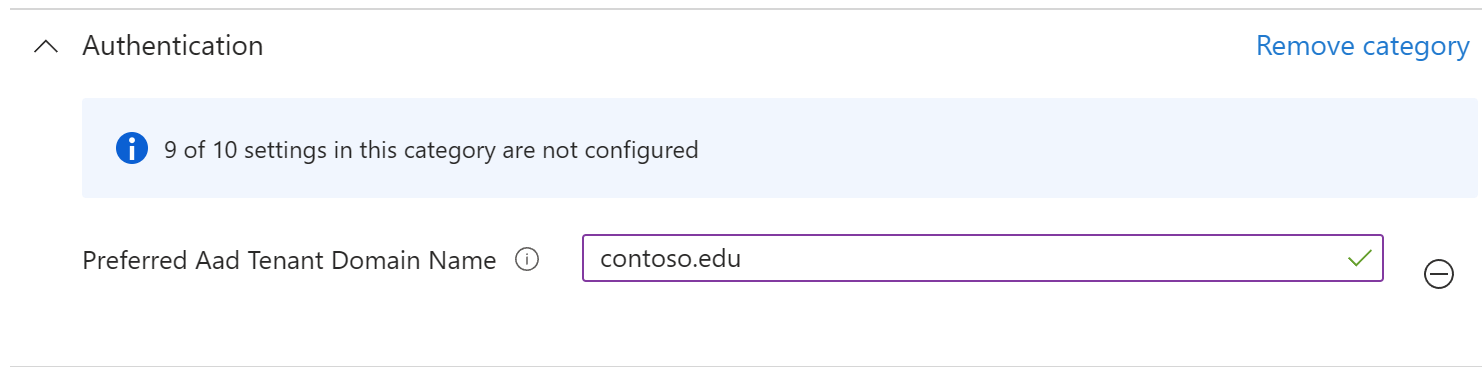 Authentication
Remove category
9 of 10 settings in this category are not configured
Preferred Aad Tenant Domain Name
contoso.edu